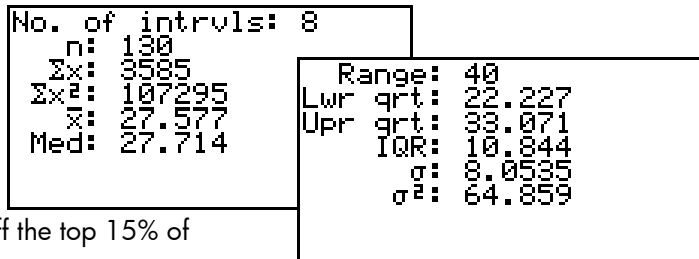 No. of intrvls: 8
n: 130
Σx: 3585
Σx²: 107295
x̄: 27.577
Med: 27.714
Range: 40
Lwr qrt: 22.227
Upr qrt: 33.071
IQR: 10.844
σ: 8.0535
σ²: 64.859
ff the top 15% of